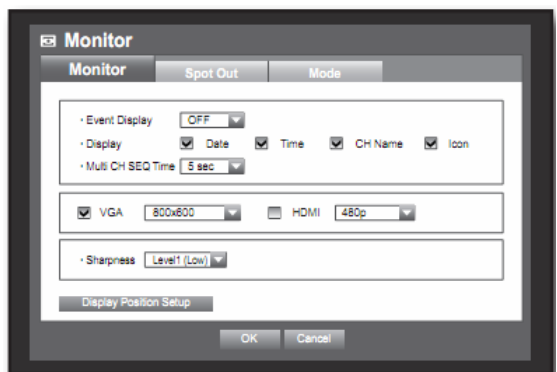 Monitor
Monitor Spot Out Mode
· Event Display OFF
· Display Date Time CH Name Icon
· Multi CH SEQ Time 5 sec
VGA 800x600 HDMI 480p
· Sharpness Level1 (Low)
Display Position Setup
OK Cancel